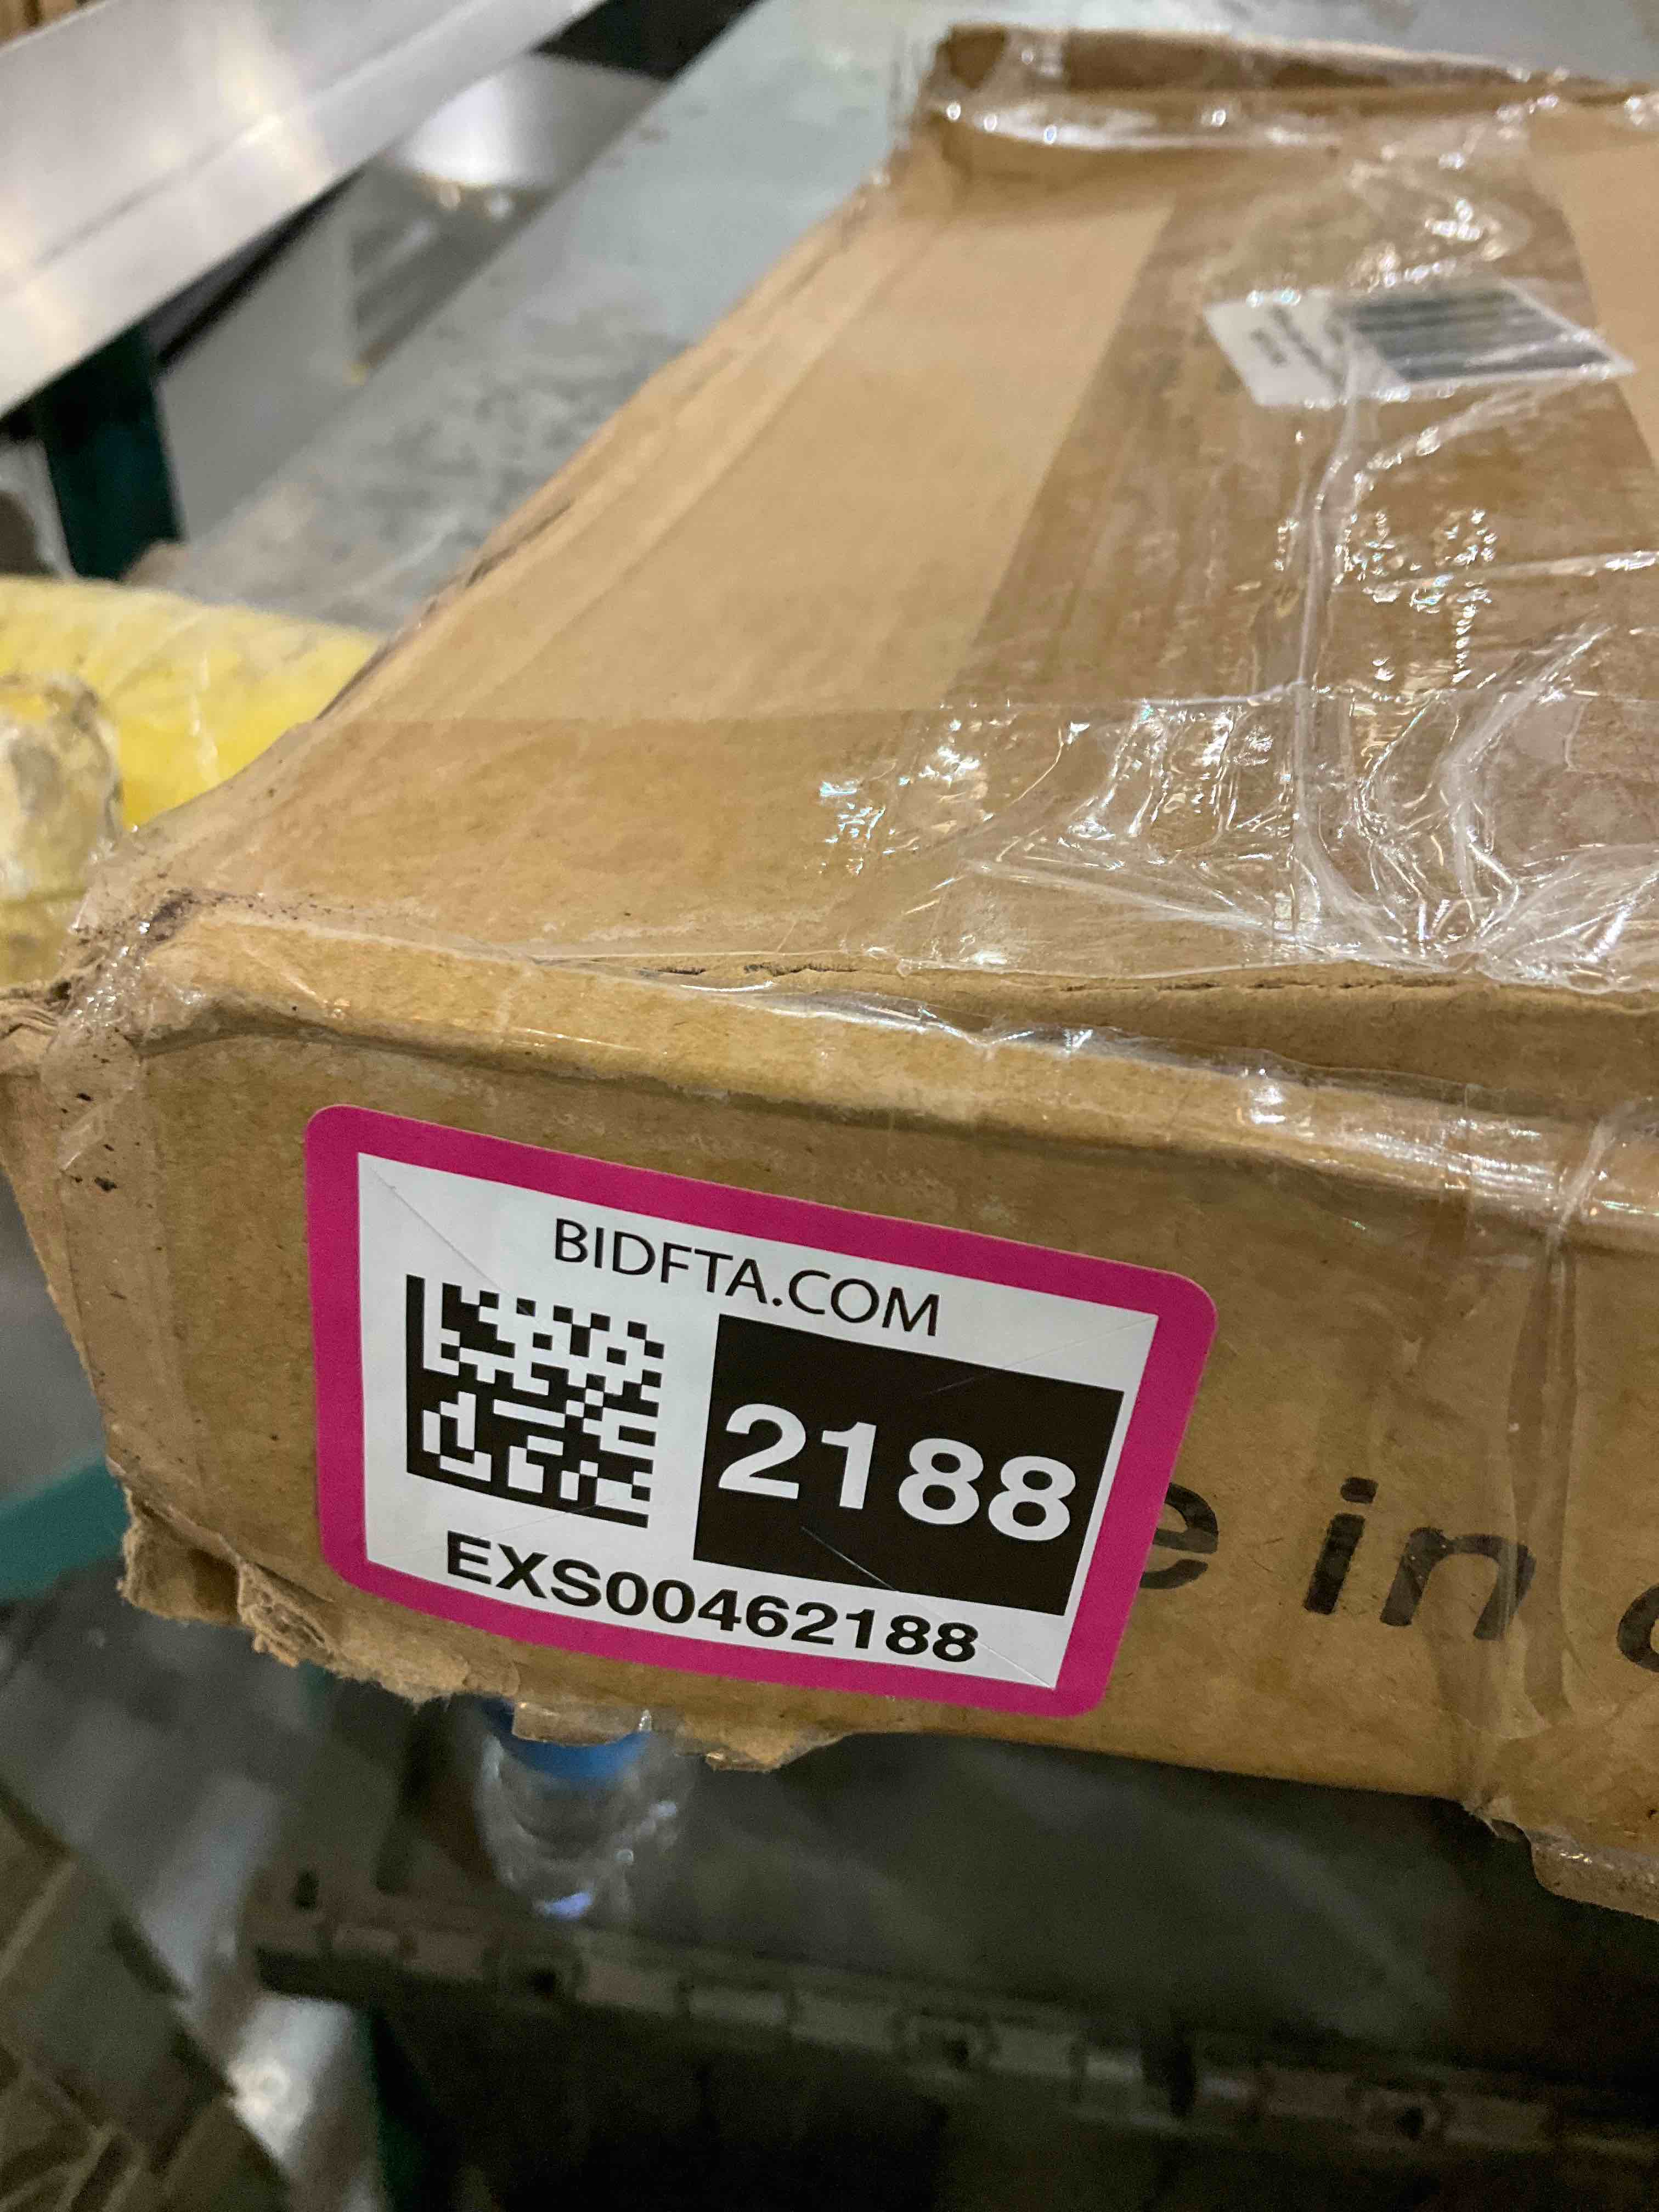 BIDFTA.COM
2188
EXS00462188
e in